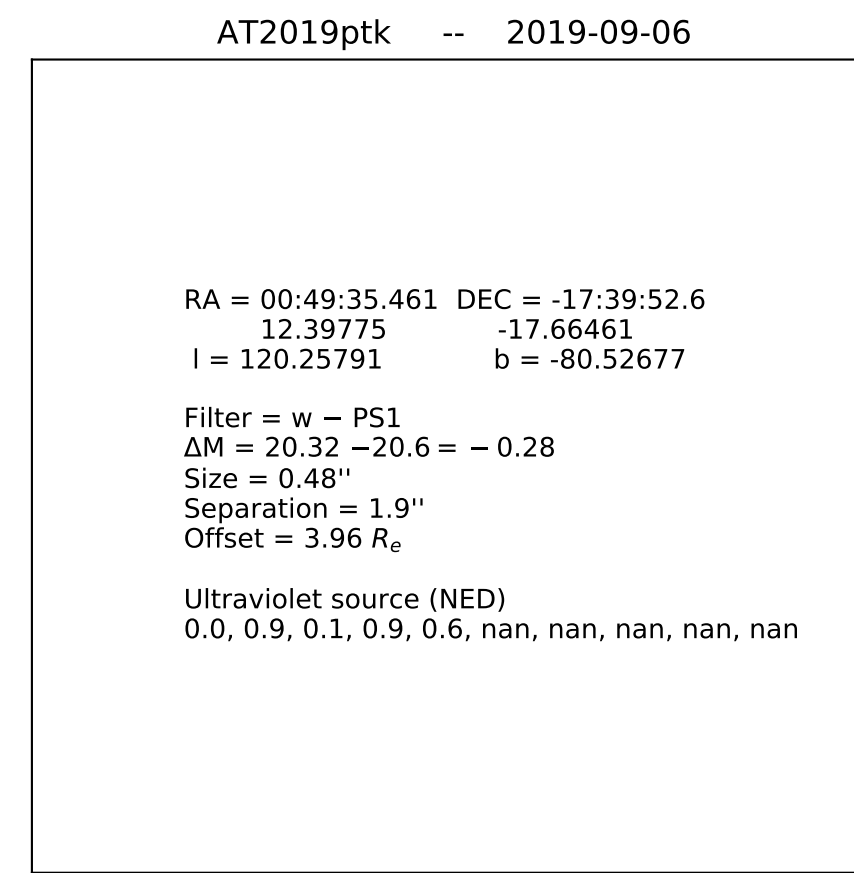 AT2019ptk -- 2019-09-06
RA = 00:49:35.461 DEC = -17:39:52.6
12.39775 -17.66461
l = 120.25791 b = -80.52677
Filter = w − PS1
ΔM = 20.32 −20.6 = − 0.28
Size = 0.48''
Separation = 1.9''
Offset = 3.96 Re
Ultraviolet source (NED)
0.0, 0.9, 0.1, 0.9, 0.6, nan, nan, nan, nan, nan